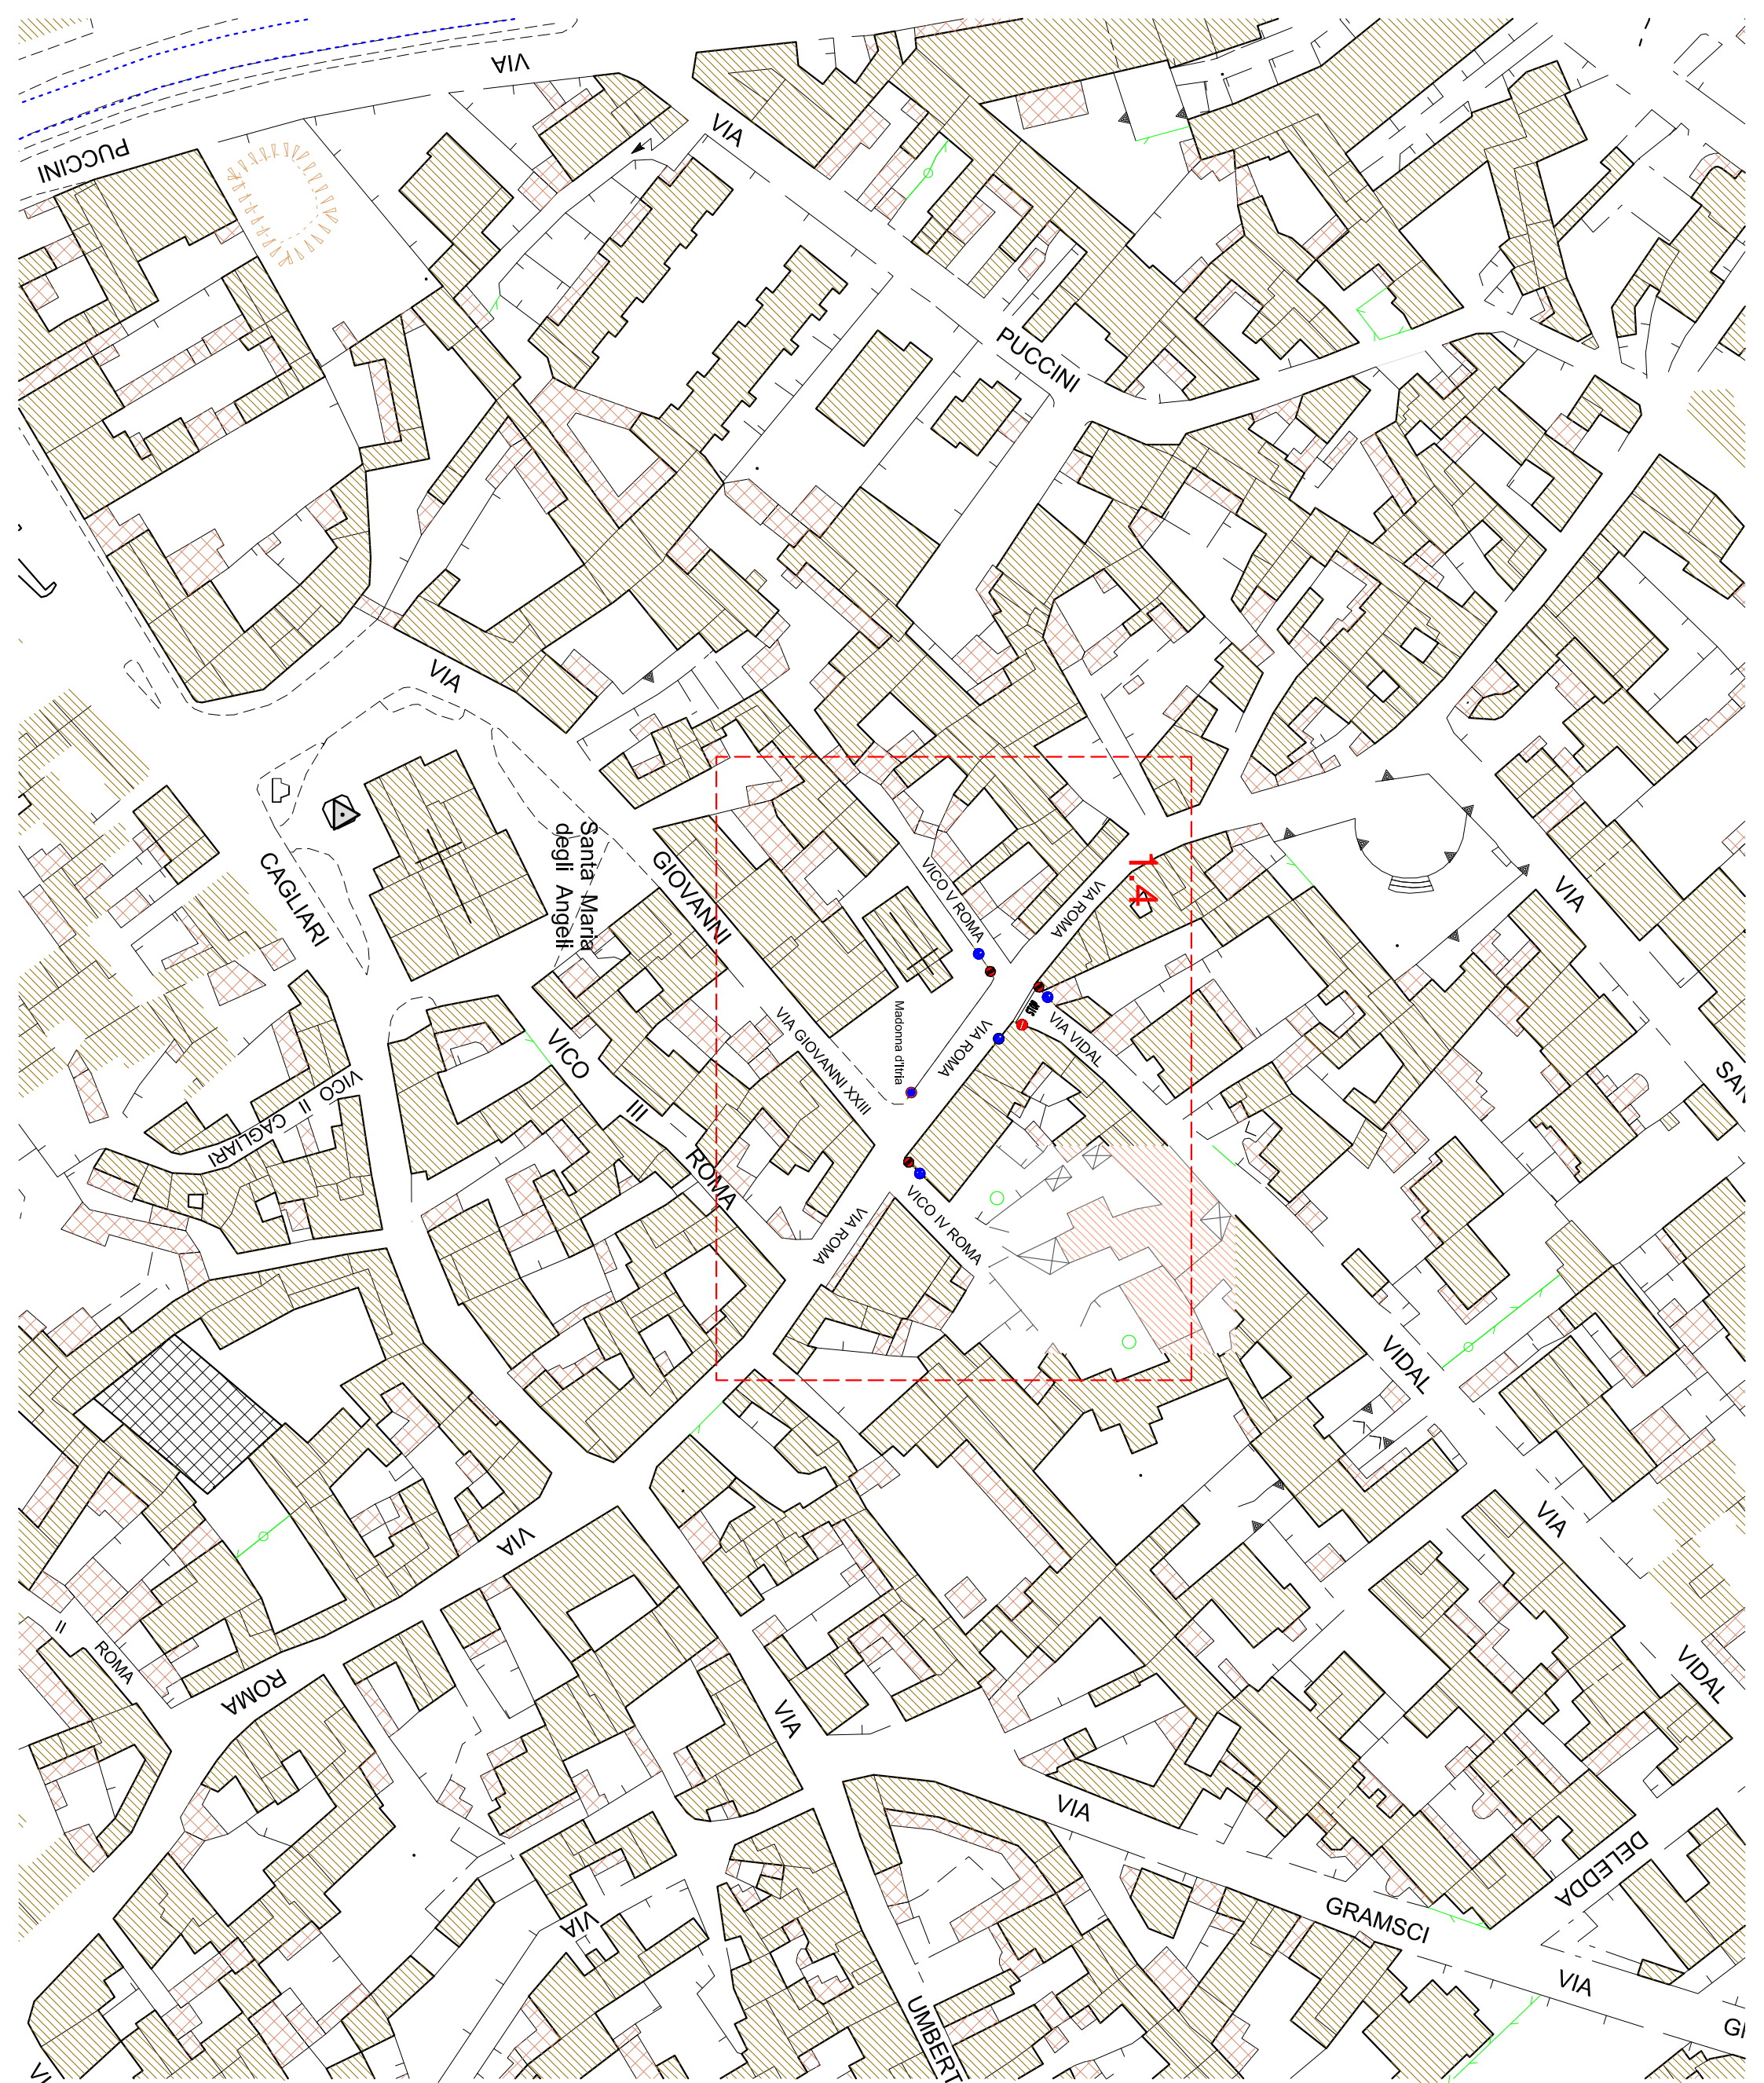 VIA
PUCCINI
VIA
PUCCINI
VIA
CAGLIARI
Santa Maria
degli Angeli
GIOVANNI
VICO V ROMA
VIA ROMA
1.4
VIA
SAN
VIA GIOVANNI XXIII
Madonna d'Itria
VIA ROMA
VIA VIDAL
VICO
III
ROMA
VICO II CAGLIARI
VIA ROMA
VICO IV ROMA
VIDAL
VIA
VIDAL
VIA
ROMA
II
ROMA
VIA
VIA
GRAMSCI
DELEDDA
VIA
VIA
UMBERT